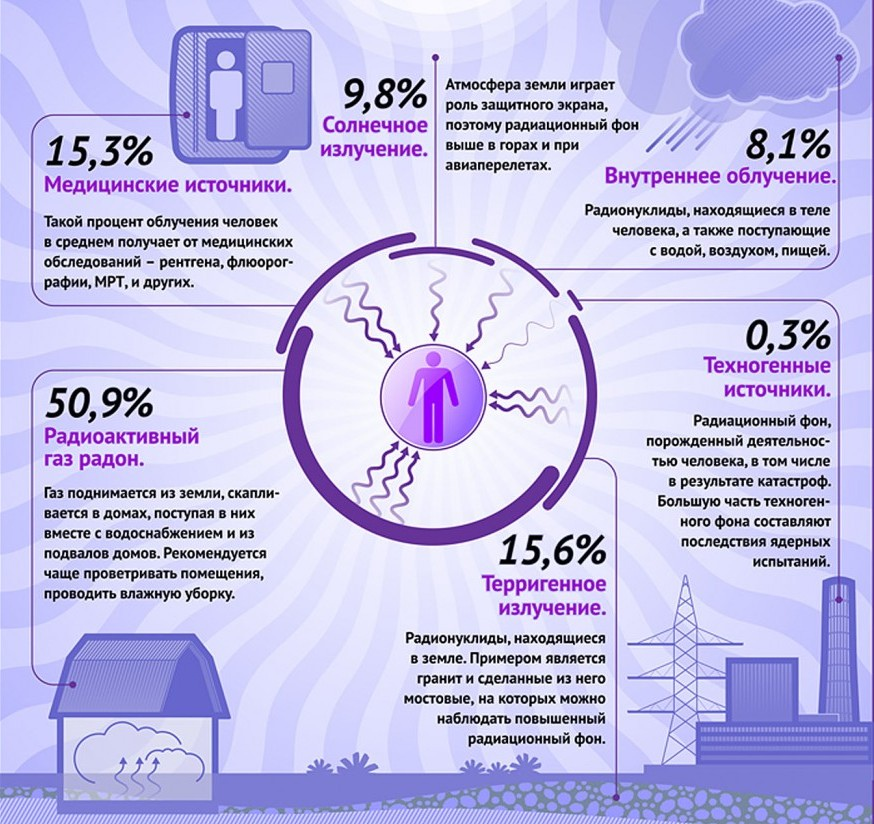 15,3%
Медицинские источники.
Такой процент облучения человек
в среднем получает от медицинских
обследований – рентгена, флюорог-
рафии, МРТ, и других.
9,8%
Солнечное
излучение.
Атмосфера земли играет
роль защитного экрана,
поэтому радиационный фон
выше в горах и при
авиаперелетах.
8,1%
Внутреннее облучение.
Радионуклиды, находящиеся в теле
человека, а также поступающие
с водой, воздухом, пищей.
50,9%
Радиоактивный
газ радон.
Газ поднимается из земли, скапли-
вается в домах, поступая в них
вместе с водоснабжением и из
подвалов домов. Рекомендуется
чаще проветривать помещения,
проводить влажную уборку.
0,3%
Техногенные
источники.
Радиационный фон,
порожденный деятельнос-
тью человека, в том числе
в результате катастроф.
Большую часть техноген-
ного фона составляют
последствия ядерных
испытаний.
15,6%
Терригенное
излучение.
Радионуклиды, находящиеся
в земле. Примером является
гранит и сделанные из него
мостовые, на которых можно
наблюдать повышенный
радиационный фон.